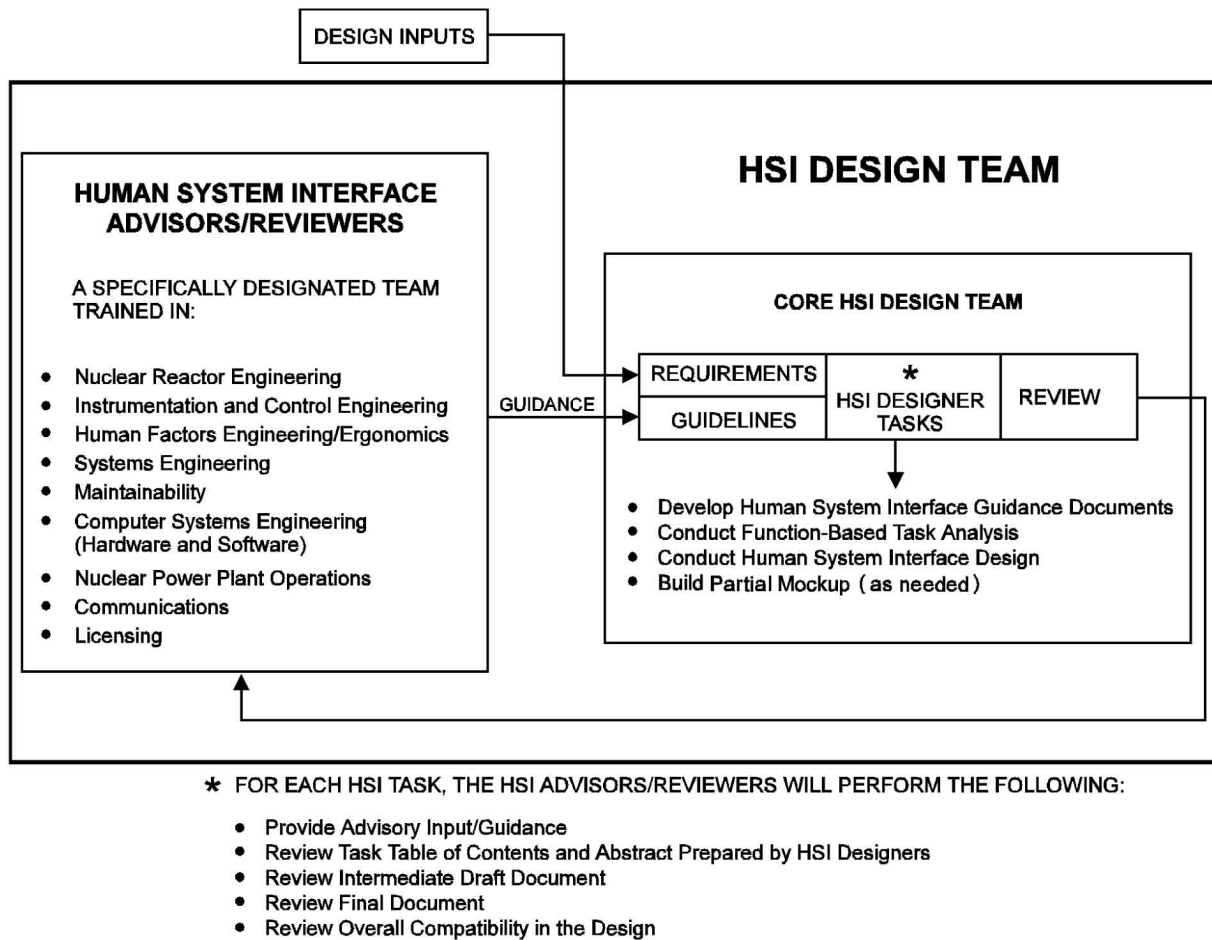 DESIGN INPUTS
HSI DESIGN TEAM
HUMAN SYSTEM INTERFACE
ADVISORS/REVIEWERS
A SPECIFICALLY DESIGNATED TEAM
TRAINED IN:
• Nuclear Reactor Engineering
• Instrumentation and Control Engineering
• Human Factors Engineering/Ergonomics
• Systems Engineering
• Maintainability
• Computer Systems Engineering
(Hardware and Software)
• Nuclear Power Plant Operations
• Communications
• Licensing
GUIDANCE
CORE HSI DESIGN TEAM
REQUIREMENTS
GUIDELINES
*
HSI DESIGNER
TASKS
REVIEW
• Develop Human System Interface Guidance Documents
• Conduct Function-Based Task Analysis
• Conduct Human System Interface Design
• Build Partial Mockup (as needed)
* FOR EACH HSI TASK, THE HSI ADVISORS/REVIEWERS WILL PERFORM THE FOLLOWING:
• Provide Advisory Input/Guidance
• Review Task Table of Contents and Abstract Prepared by HSI Designers
• Review Intermediate Draft Document
• Review Final Document
• Review Overall Compatibility in the Design